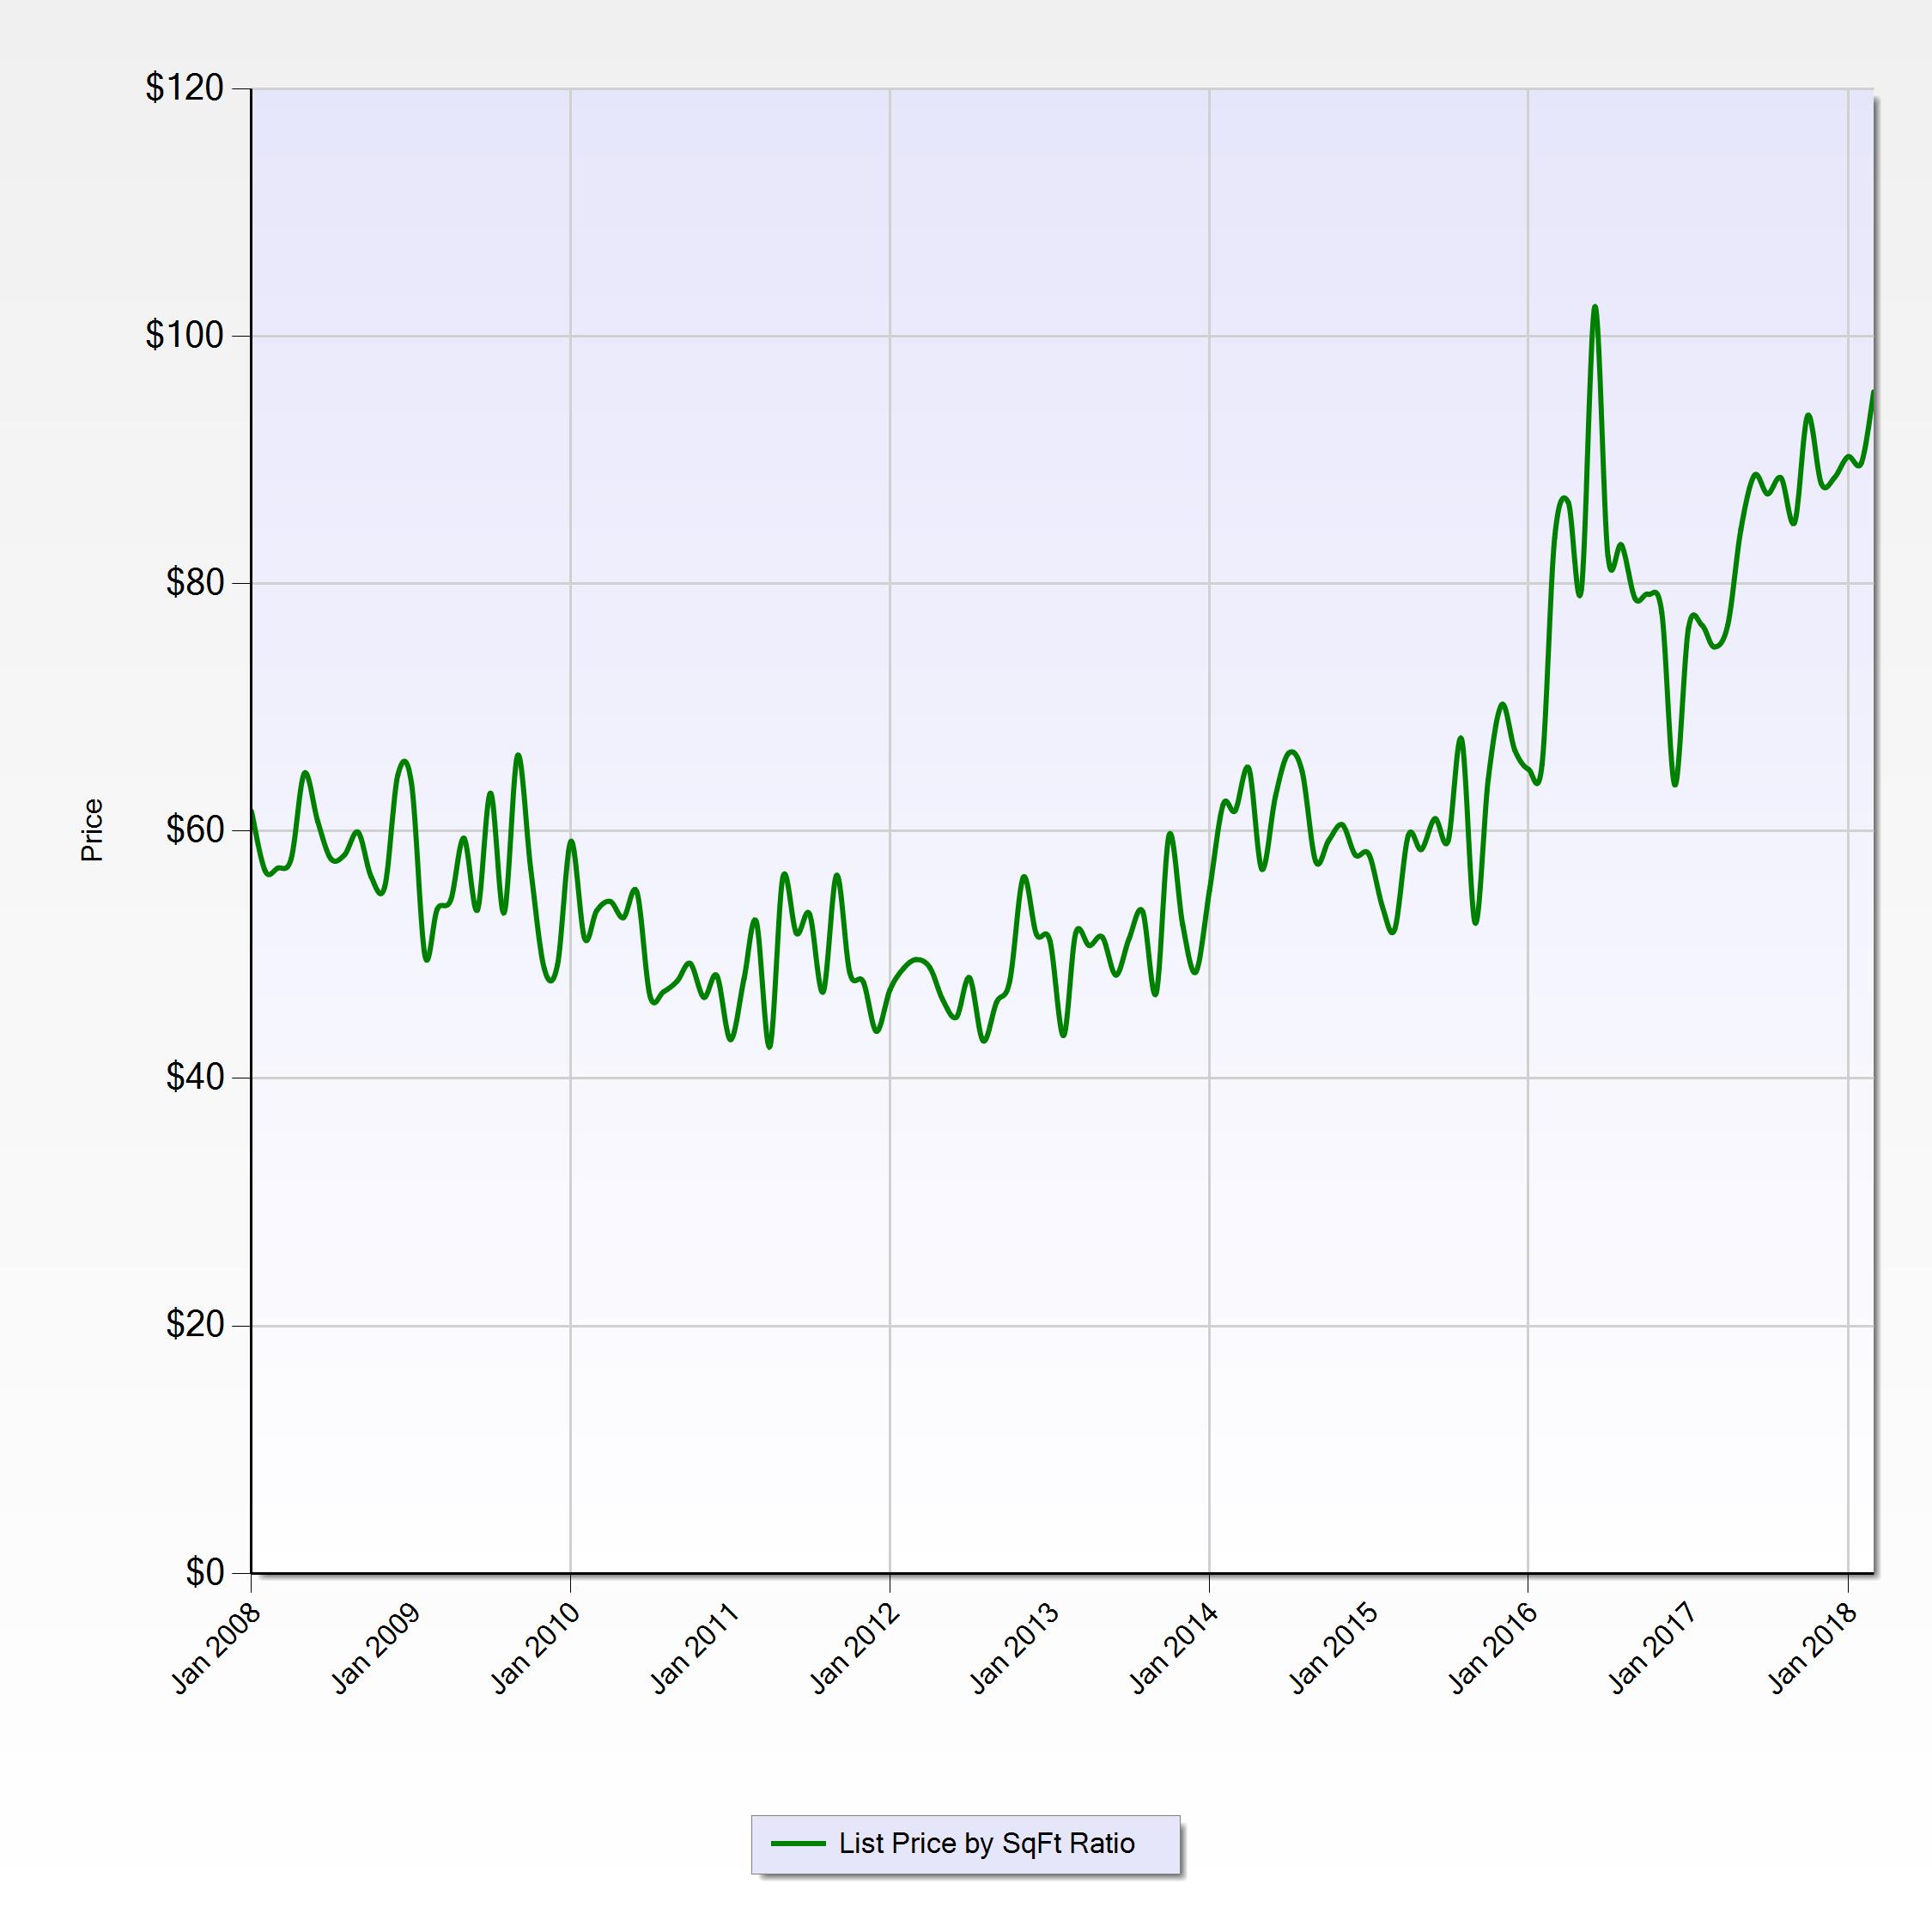 $120
$100
$80
$60
$40
$20
$0
Price
Jan 2008
Jan 2009
Jan 2010
Jan 2011
Jan 2012
Jan 2013
Jan 2014
Jan 2015
Jan 2016
Jan 2017
Jan 2018
List Price by SqFt Ratio